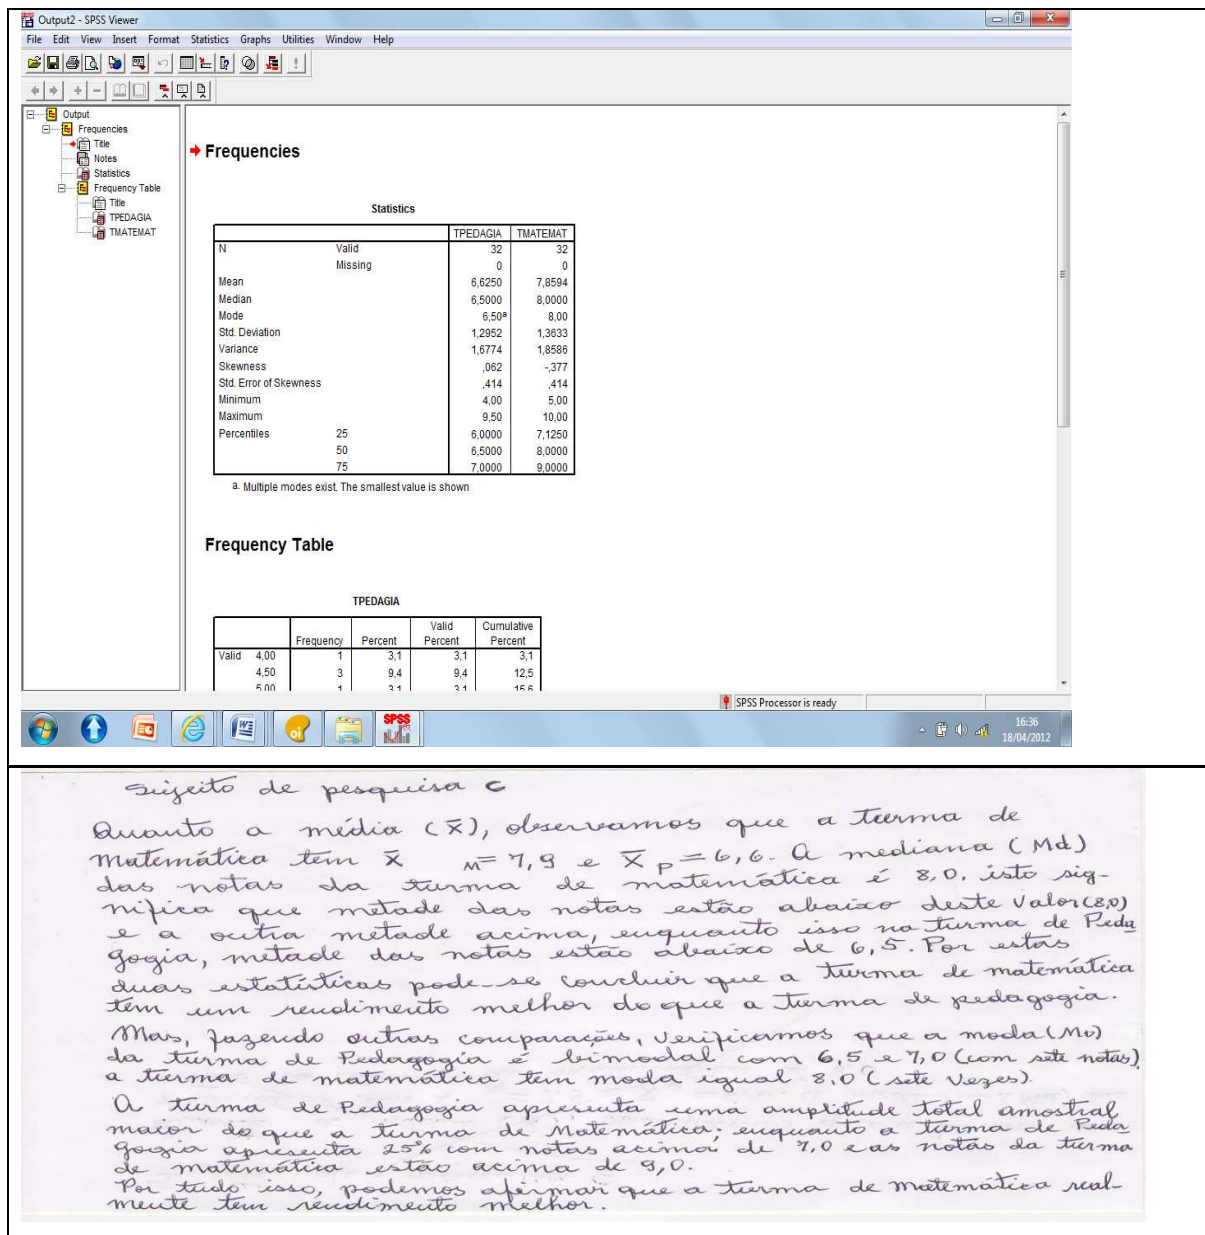 Output2 - SPSS Viewer
File Edit View Insert Format Statistics Graphs Utilities Window Help
Output
Frequencies
Title
Notes
Statistics
Frequency Table
Title
TPEDAGIA
TMATEMAT
Frequencies
Statistics
TPEDAGIA TMATEMAT
N Valid 32 32
Missing 0 0
Mean 6,6250 7,8594
Median 6,5000 8,0000
Mode 6,50a 8,00
Std. Deviation 1,2952 1,3633
Variance 1,6774 1,8586
Skewness ,062 -,377
Std. Error of Skewness ,414 ,414
Minimum 4,00 5,00
Maximum 9,50 10,00
Percentiles 25 6,0000 7,1250
50 6,5000 8,0000
75 7,0000 9,0000
a. Multiple modes exist. The smallest value is shown
Frequency Table
TPEDAGIA
Frequency Percent Valid Percent Cumulative Percent
Valid 4,00 1 3,1 3,1 3,1
4,50 3 9,4 9,4 12,5
5,00 1 3,1 3,1 15,6
SPSS Processor is ready
SPSS
16:36
18/04/2012
Sujeito de pesquisa C
Quanto a média (x̄), observamos que a turma de
matemática tem x̄ M = 7,9 e x̄ P = 6,6. A mediana (Md)
das notas da turma de matemática é 8,0, isto sig-
nifica que metade das notas estão abaixo deste valor (8,0)
e a outra metade acima, enquanto isso na turma de Peda
gogia, metade das notas estão abaixo de 6,5. Por estas
duas estatísticas pode-se concluir que a turma de matemática
tem um rendimento melhor do que a turma de pedagogia.
Mas, fazendo outras comparações, verificamos que a moda (Mo)
da turma de Pedagogia é bimodal com 6,5 e 7,0 (com sete notas),
a turma de matemática tem moda igual 8,0 (sete vezes).
A turma de Pedagogia apresenta uma amplitude total amostral
maior do que a turma de Matemática; enquanto a turma de Peda
gogia apresenta 25% com notas acima de 7,0 e as notas da turma
de matemática estão acima de 9,0.
Por tudo isso, podemos afirmar que a turma de matemática real-
mente tem rendimento melhor.